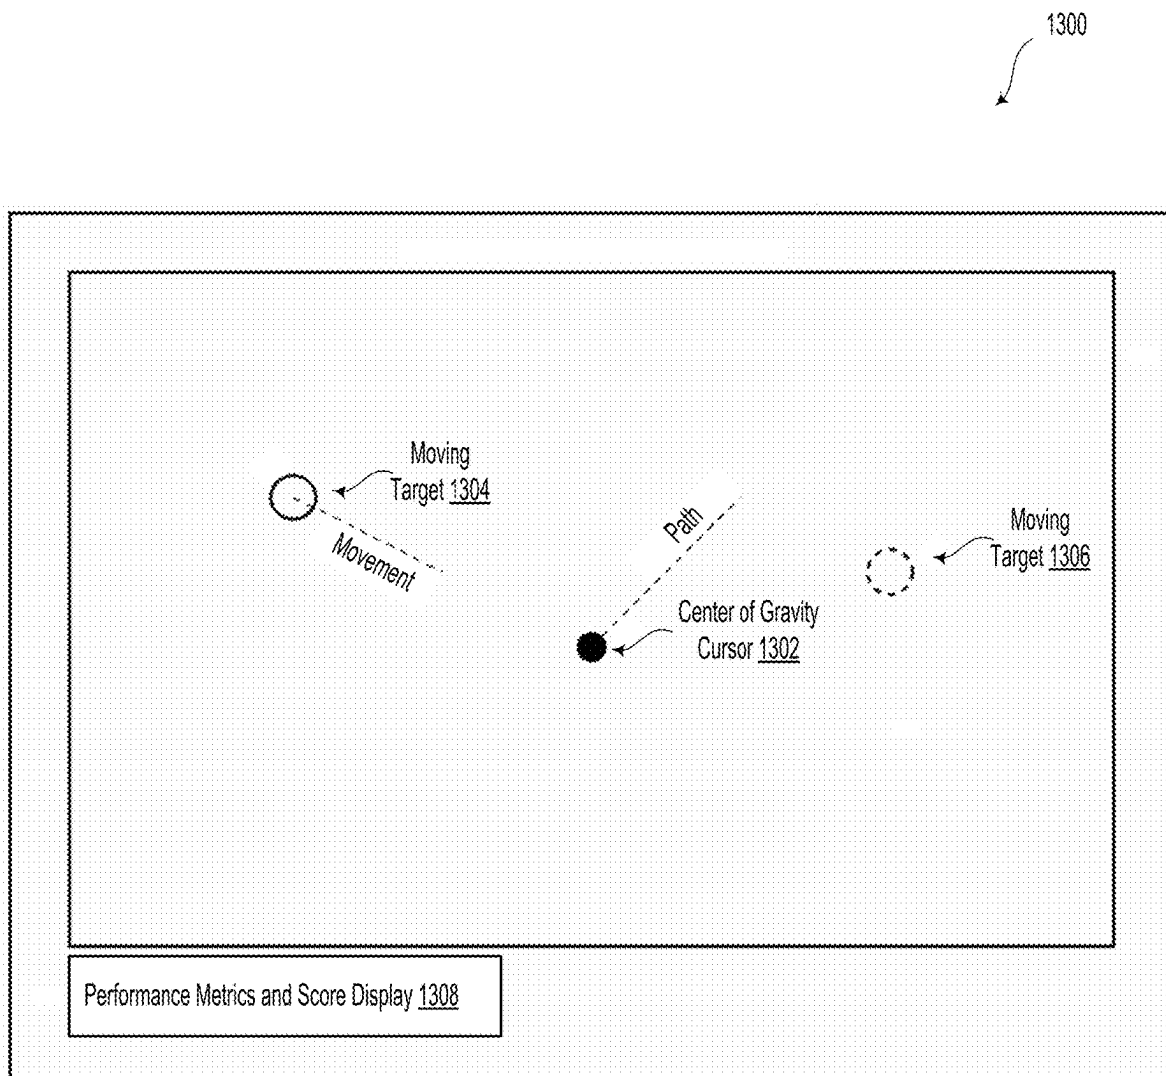 1300
Moving
Target 1304
Movement
Path
Moving
Target 1306
Center of Gravity
Cursor 1302
Performance Metrics and Score Display 1308